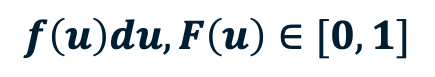 f(u)du, F(u) ∈ [0, 1]